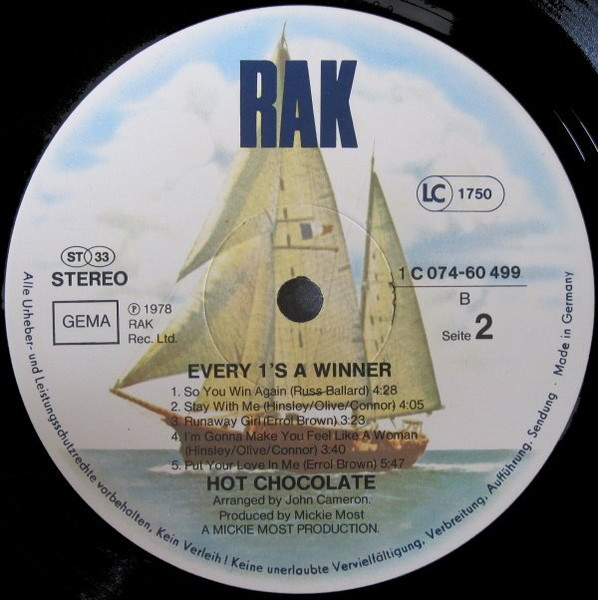 RAK
LC 1750
ST 33
STEREO
GEMA
℗ 1978
RAK
Rec. Ltd.
1 C 074-60 499
B
Seite 2
EVERY 1'S A WINNER
1. So You Win Again (Russ Ballard) 4:28
2. Stay With Me (Hinsley/Olive/Connor) 4:05
3. Runaway Girl (Errol Brown) 3:23
4. I'm Gonna Make You Feel Like A Woman
(Hinsley/Olive/Connor) 3:40
5. Put Your Love In Me (Errol Brown) 5:47
HOT CHOCOLATE
Arranged by John Cameron.
Produced by Mickie Most
A MICKIE MOST PRODUCTION.
Alle Urheber- und Leistungsschutzrechte vorbehalten, Kein Verleih! Keine unerlaubte Vervielfältigung, Verbreitung, Aufführung, Sendung · Made in Germany